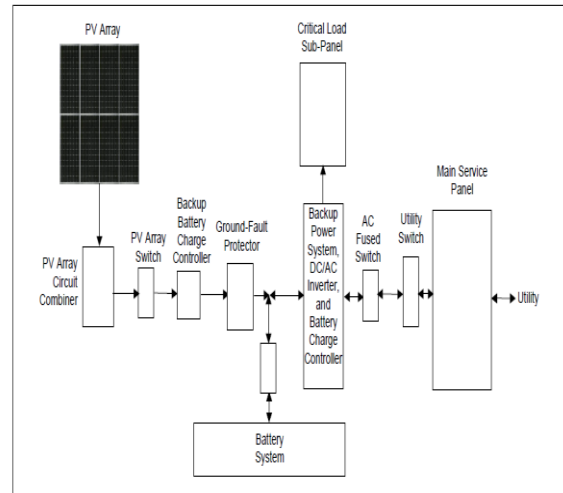 PV Array
Critical Load
Sub-Panel
Main Service
Panel
Backup
Battery
Charge
Controller
Ground-Fault
Protector
PV Array
Switch
PV Array
Circuit
Combiner
Backup
Power
System,
DC/AC
Inverter,
and
Battery
Charge
Controller
AC
Fused
Switch
Utility
Switch
Utility
Battery
System